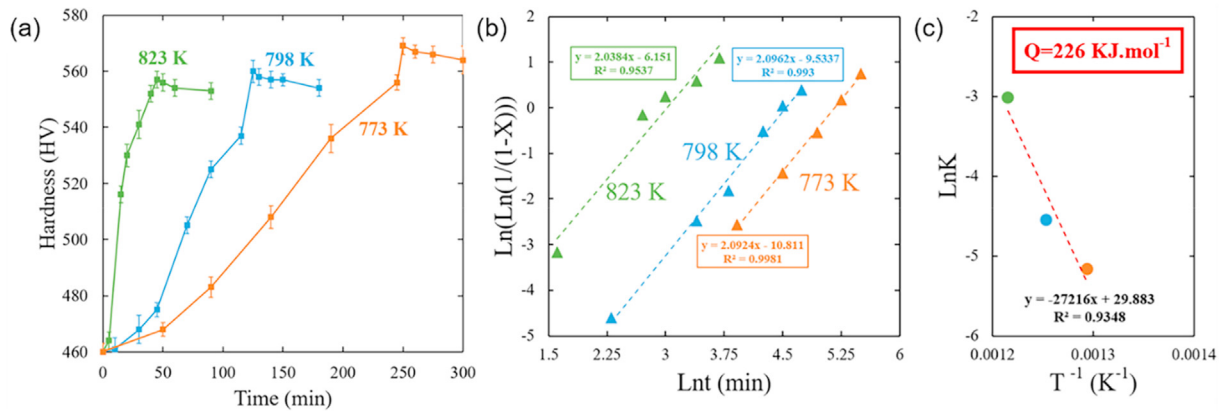 (a)
580
560
540
520
500
480
460
Hardness (HV)
0
50
100
150
200
250
300
Time (min)
823 K
798 K
773 K
(b)
2
1
0
-1
-2
-3
-4
-5
Ln(Ln(1/(1-X)))
1.5
2.25
3
3.75
4.5
5.25
6
Lnt (min)
y = 2.0384x - 6.151
R² = 0.9537
y = 2.0962x - 9.5337
R² = 0.993
823 K
798 K
773 K
y = 2.0924x - 10.811
R² = 0.9981
(c)
-2
-3
-4
-5
-6
LnK
Q=226 KJ.mol⁻¹
y = -27216x + 29.883
R² = 0.9348
0.0012
0.0013
0.0014
T ⁻¹ (K⁻¹)